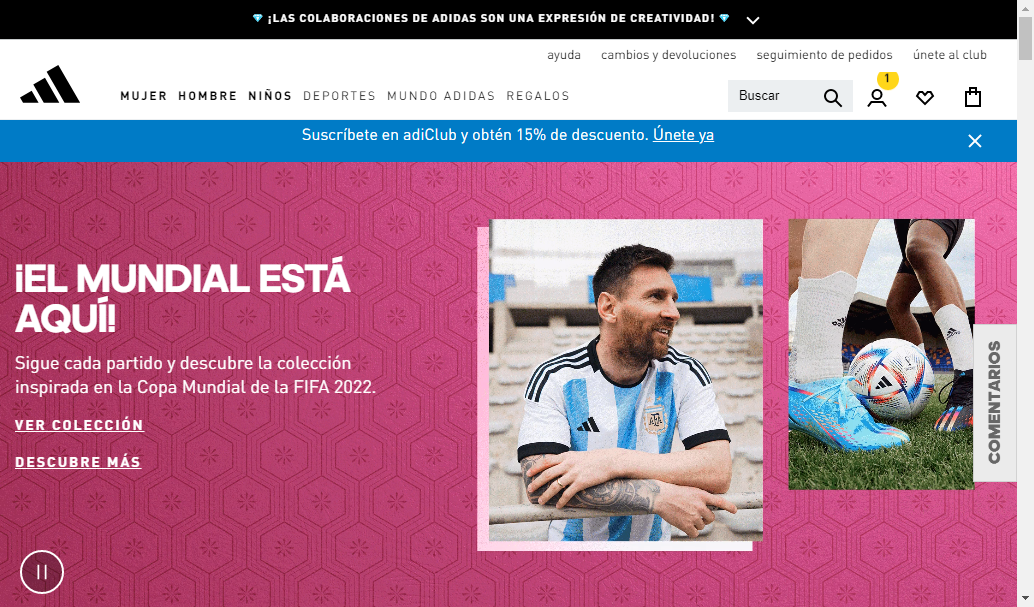 ¡LAS COLABORACIONES DE ADIDAS SON UNA EXPRESIÓN DE CREATIVIDAD!
ayuda cambios y devoluciones seguimiento de pedidos únete al club
1
MUJER HOMBRE NIÑOS DEPORTES MUNDO ADIDAS REGALOS
Buscar
Suscríbete en adiClub y obtén 15% de descuento. Únete ya
¡EL MUNDIAL ESTÁ
AQUÍ!
Sigue cada partido y descubre la colección
inspirada en la Copa Mundial de la FIFA 2022.
VER COLECCIÓN
DESCUBRE MÁS
AFA
COMENTARIOS